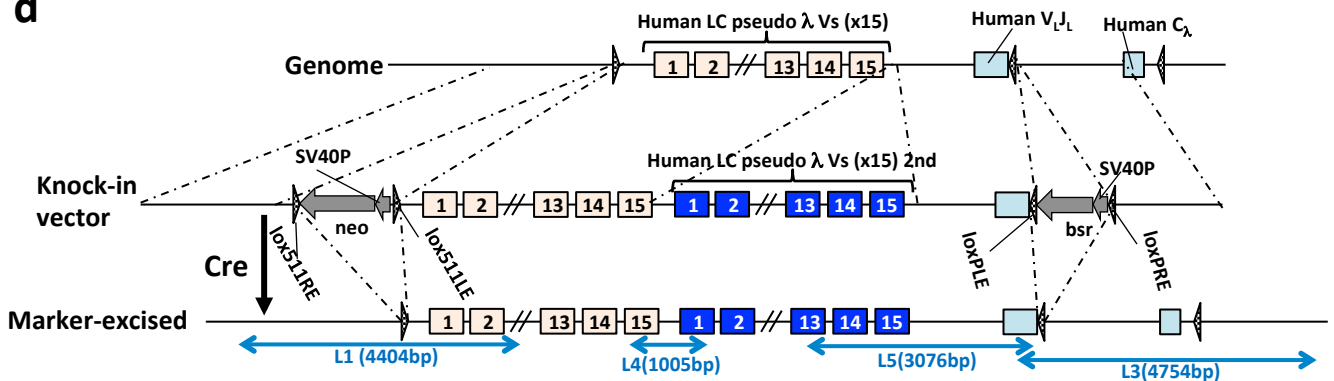 d
Human LC pseudo λ Vs (x15)
Human VLJL
Human Cλ
Genome
1 2 // 13 14 15
SV40P
Human LC pseudo λ Vs (x15) 2nd
SV40P
Knock-in
vector
1 2 // 13 14 15 1 2 // 13 14 15
neo
bsr
lox511RE
lox511LE
loxPLE
loxPRE
Cre
Marker-excised
1 2 // 13 14 15 1 2 // 13 14 15
L1 (4404bp)
L4(1005bp)
L5(3076bp)
L3(4754bp)